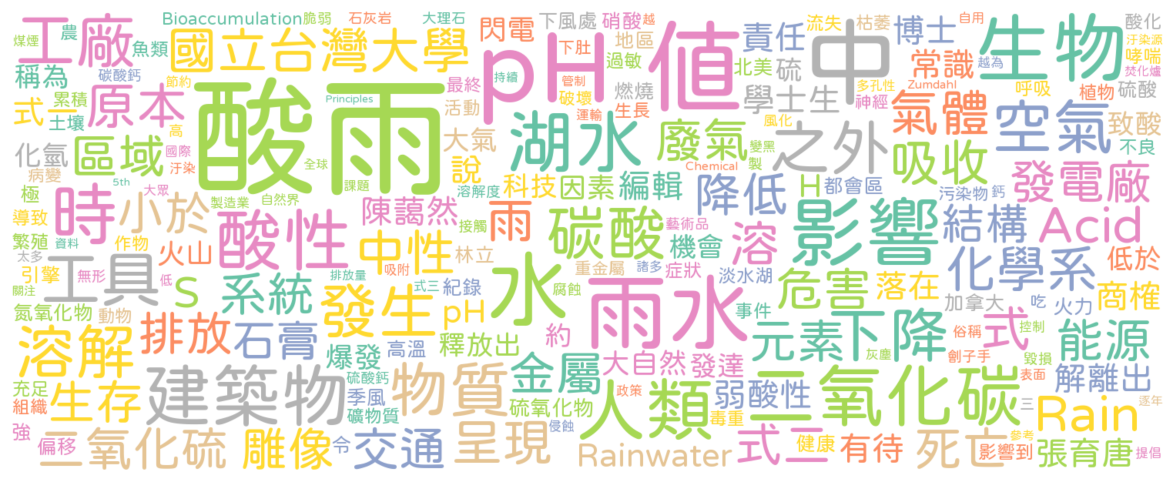 工廠
Bioaccumulation
脆弱
石灰岩
大理石
閃電
下風處
硝酸
越
責任
博士
枯萎
流失
自用
酸化
汙染源
煤煙
農
魚類
國立台灣大學
pH
值
中
生物
下肢
地區
過敏
北美
硫
常識
越為
哮喘
焚化爐
稱為
碳酸鈣
節約
最終
持續
管制
燃燒
學士生
多孔性
神經
Zumdahl
呼吸
植物
硫酸
式
累積
原本
酸雨
Principles
活動
破壞
運輸
生長
風化
氣體
空氣
致酸
土壤
高
國際
大氣
湖水
廢氣
變黑
製
之外
不良
化氫
區域
汙染
全球
說
Chemical
吸收
發電廠
病變
極
5th
大眾
課題
溶解度
科技
因素
編輯
降低
H
都會區
污染物
鈣
導致
時
小於
製造業
自然界
陳藹然
接觸
雨
碳酸
藝術品
溶
影響
結構
Acid
繁殖
資料
作物
火山
酸性
中性
林立
機會
太多
無形
低
吸附
排放量
重金屬
諸多
症狀
淡水湖
化學系
低於
引擎
工具
S
系統
式三
紀錄
水
腐蝕
雨水
事件
危害
落在
加拿大
吃
火力
商榷
關注
氮氧化物
動物
發生
pH
元素
下降
俗稱
式
控制
能源
溶解
排放
石膏
爆發
高溫
釋放出
約
大自然
發達
灰塵
劊子手
毀損
充足
生存
建築物
硫酸鈣
季風
物質
金屬
政策
弱酸性
二氧化碳
表面
解離出
組織
礦物質
硫氧化物
人類
毒重
三
逐年
強
偏移
二氧化硫
雕像
令
交通
呈現
侵蝕
Rainwater
式二
健康
有待
死亡
Rain
參考
影響到
張育唐
提倡